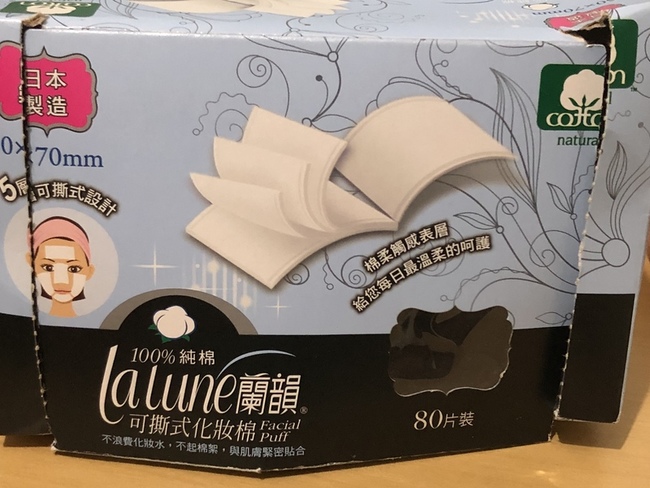 日本
製造
70mm
5層可撕式設計
cotton
natural
棉柔觸感表層
給您每日最溫柔的呵護
100%純棉
Lalune蘭韻®
可撕式化妝棉 Facial Puff
80片裝
不浪費化妝水，不起棉絮，與肌膚緊密貼合